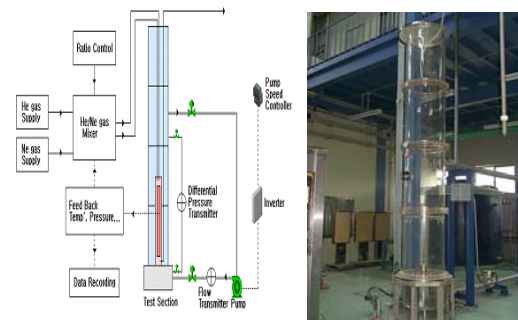 Ratio Control
He gas
Supply
He/Ne gas
Mixer
Ne gas
Supply
Feed Back
Temp', Pressure,...
Data Recording
Test Section
Differential
Pressure
Transmitter
Flow
Transmitter
Pump
Pump
Speed
Controller
Inverter